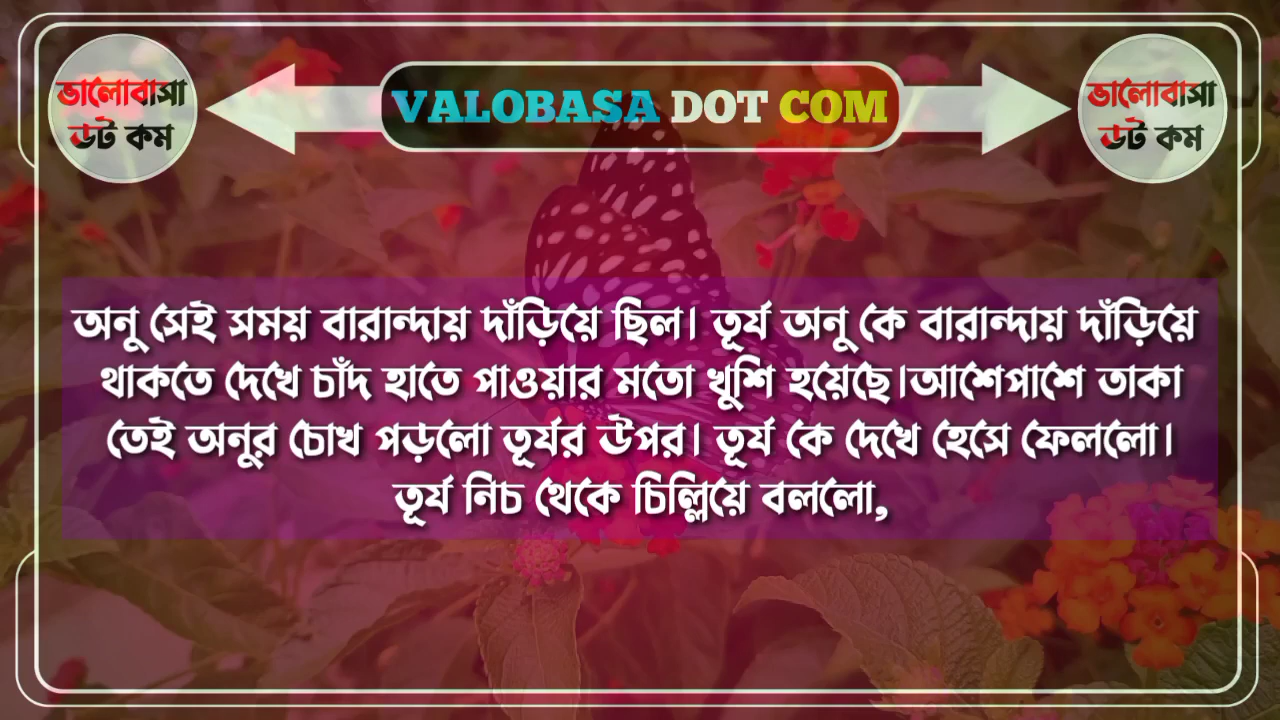 ভালোবাসা
ডট কম
VALOBASA DOT COM
ভালোবাসা
ডট কম
অনু সেই সময় বারান্দায় দাঁড়িয়ে ছিল। তূর্য অনু কে বারান্দায় দাঁড়িয়ে
থাকতে দেখে চাঁদ হাতে পাওয়ার মতো খুশি হয়েছে।আশেপাশে তাকা
তেই অনুর চোখ পড়লো তূর্যর উপর। তূর্য কে দেখে হেসে ফেললো।
তূর্য নিচ থেকে চিল্লিয়ে বললো,